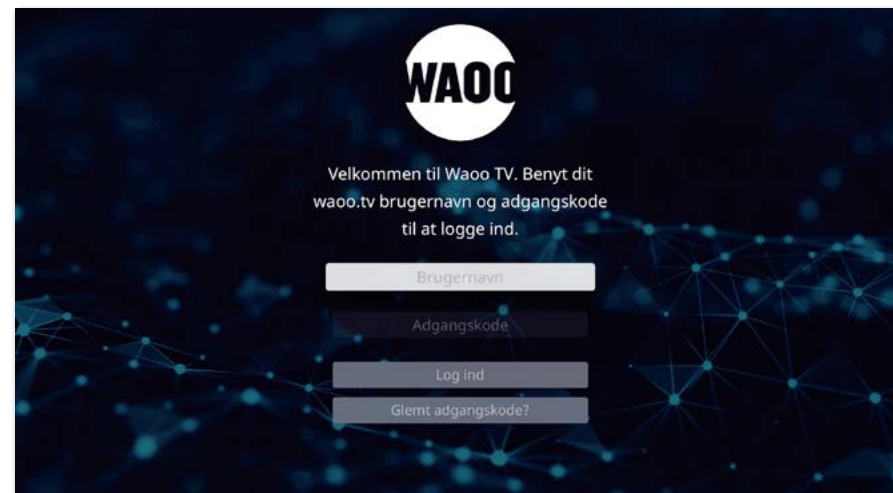 WAOO
Velkommen til Waoo TV. Benyt dit
waoo.tv brugernavn og adgangskode
til at logge ind.
Brugernavn
Adgangskode
Log ind
Glemt adgangskode?